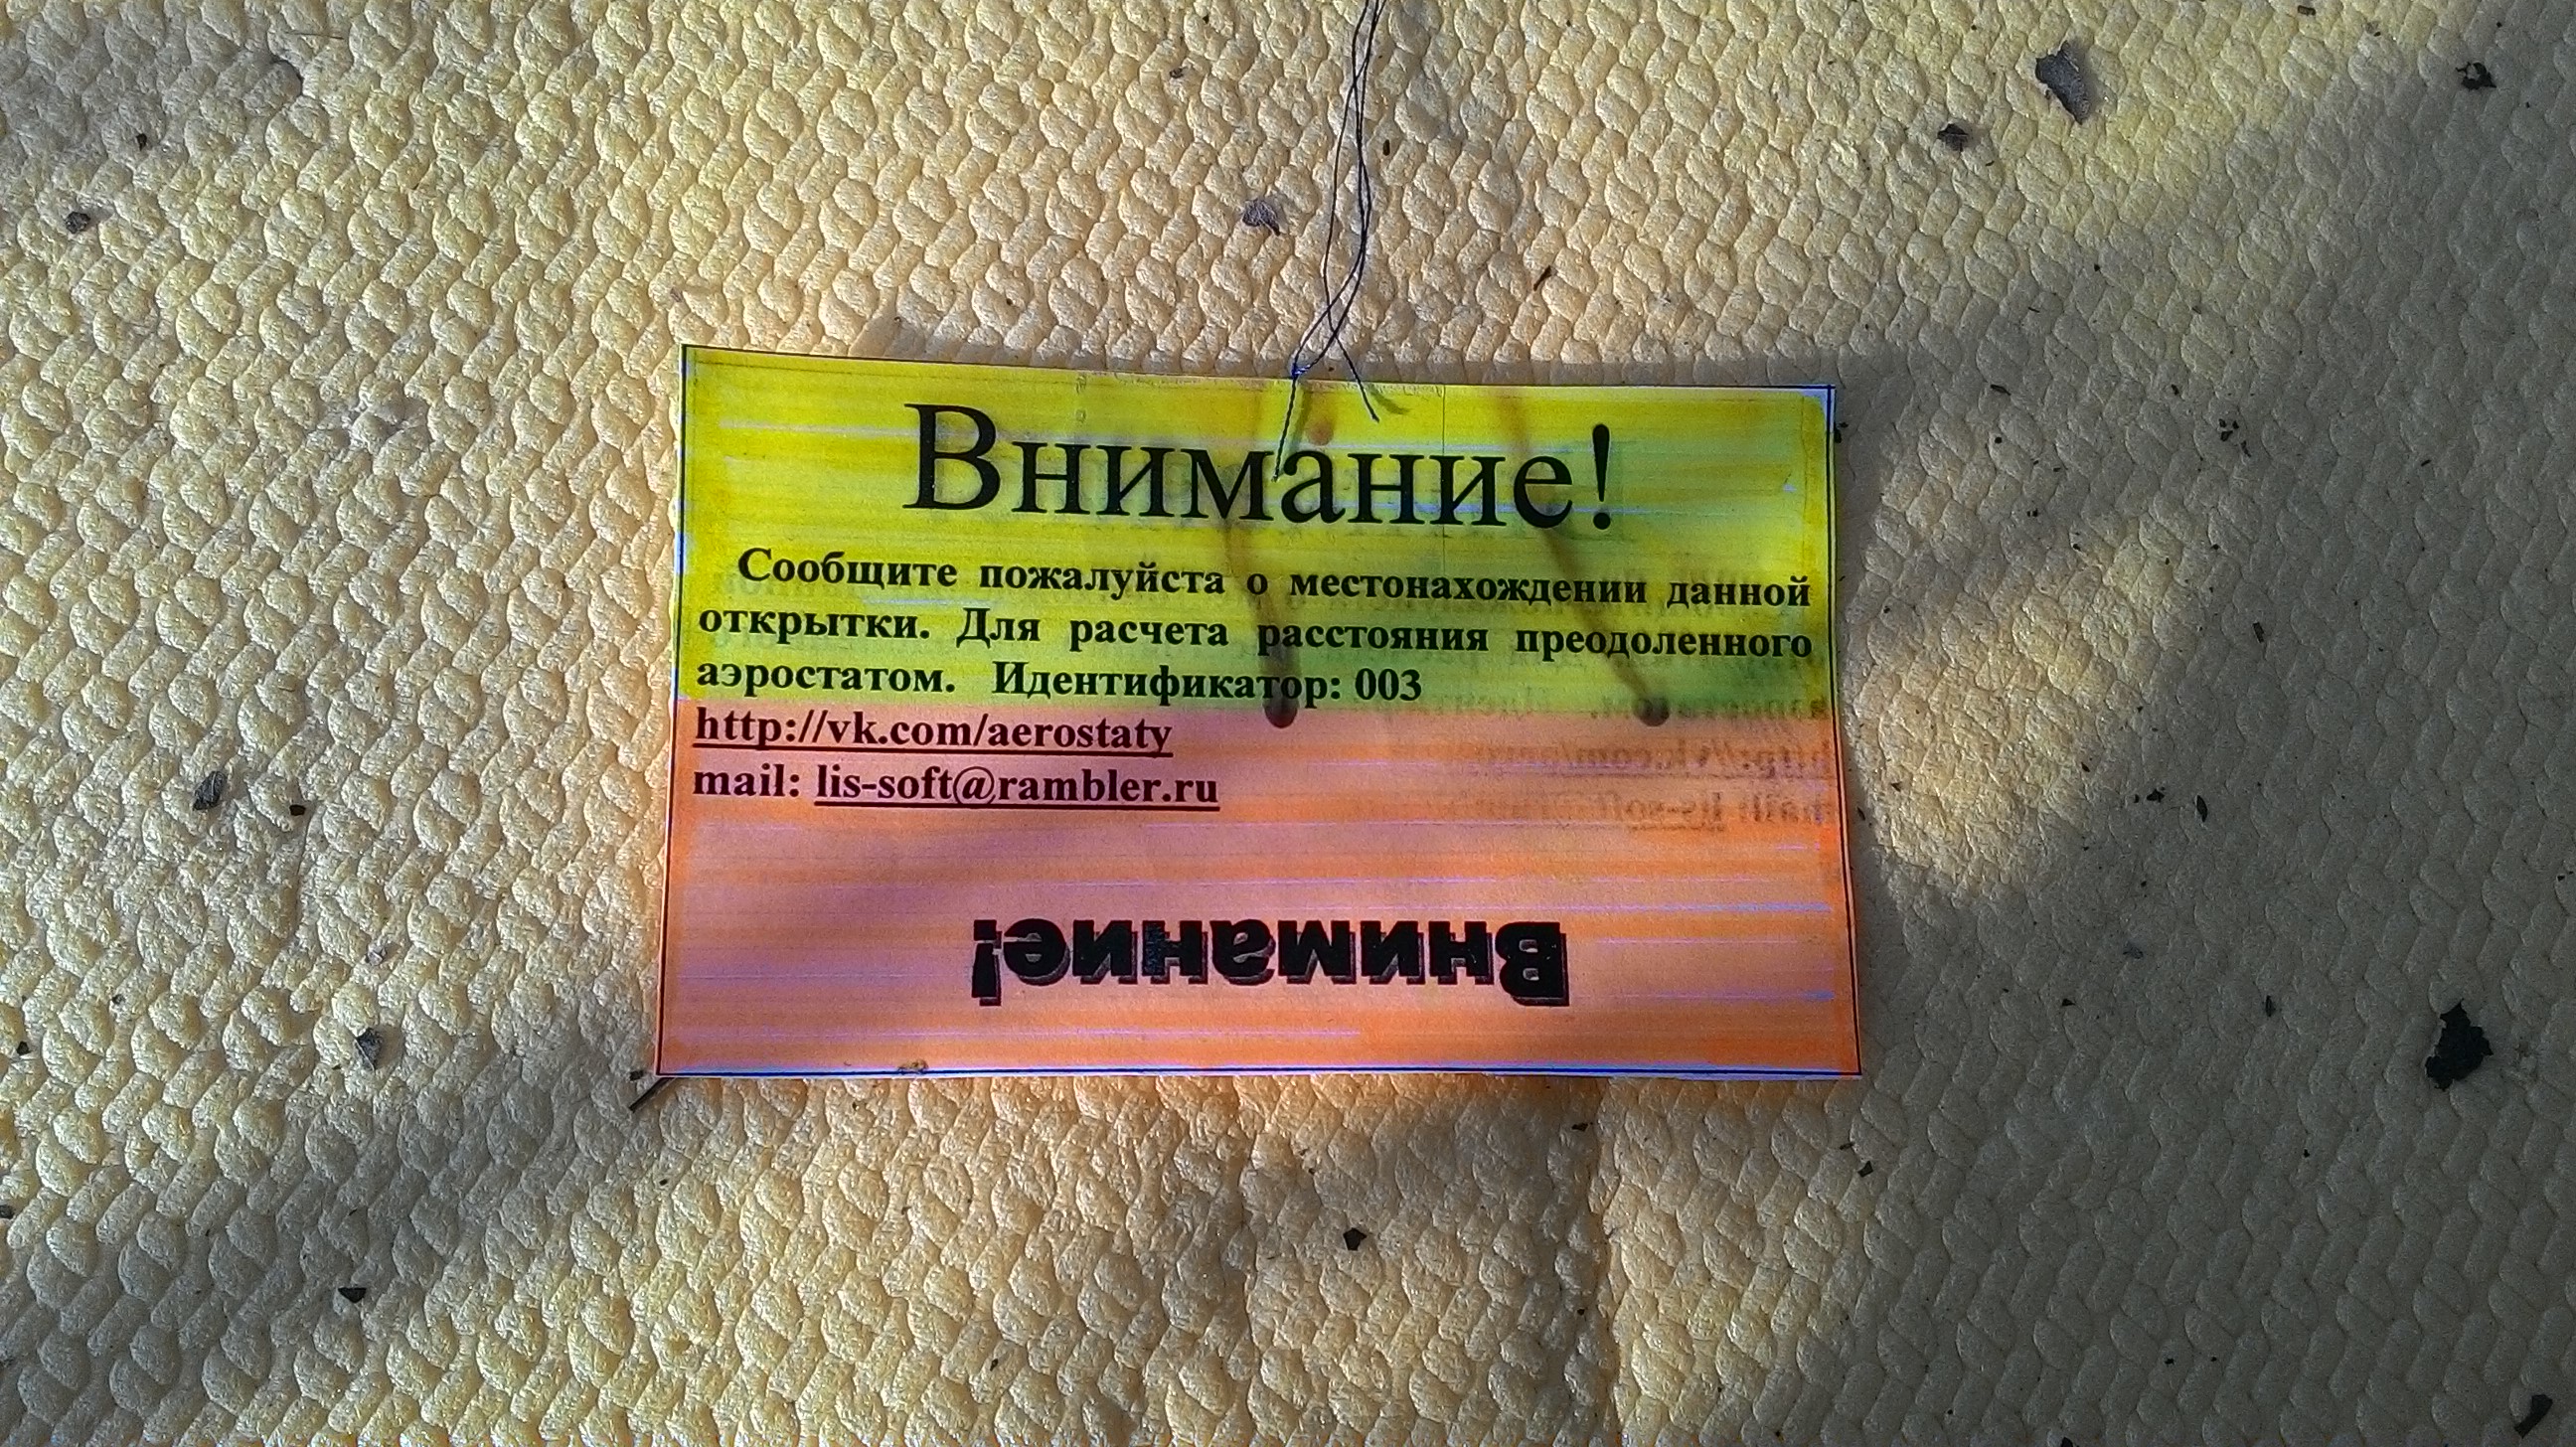 Внимание!
Сообщите пожалуйста о местонахождении данной
открытки. Для расчета расстояния преодоленного
аэростатом. Идентификатор: 003
http://vk.com/aerostaty
mail: lis-soft@rambler.ru
Внимание!